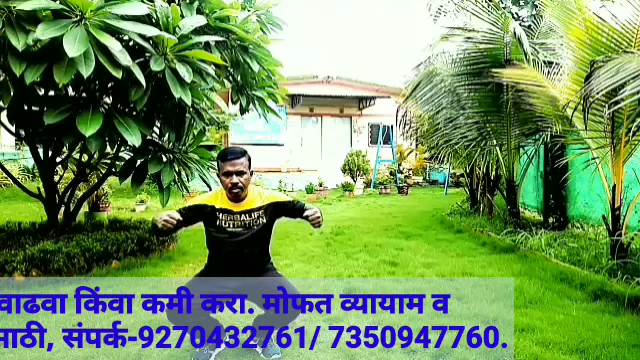 HERBALIFE
NUTRITION
वाढवा किंवा कमी करा. मोफत व्यायाम व
साठी, संपर्क-9270432761/ 7350947760.